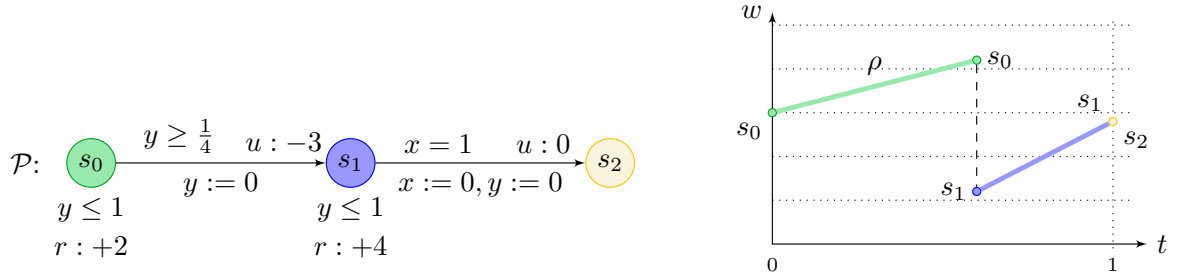 𝒫:
s₀
y ≥ 1/4
u : −3
y := 0
s₁
x = 1
u : 0
x := 0, y := 0
s₂
y ≤ 1
y ≤ 1
r : +2
r : +4
w
ρ
s₀
s₀
s₁
s₁
s₂
0
1
t